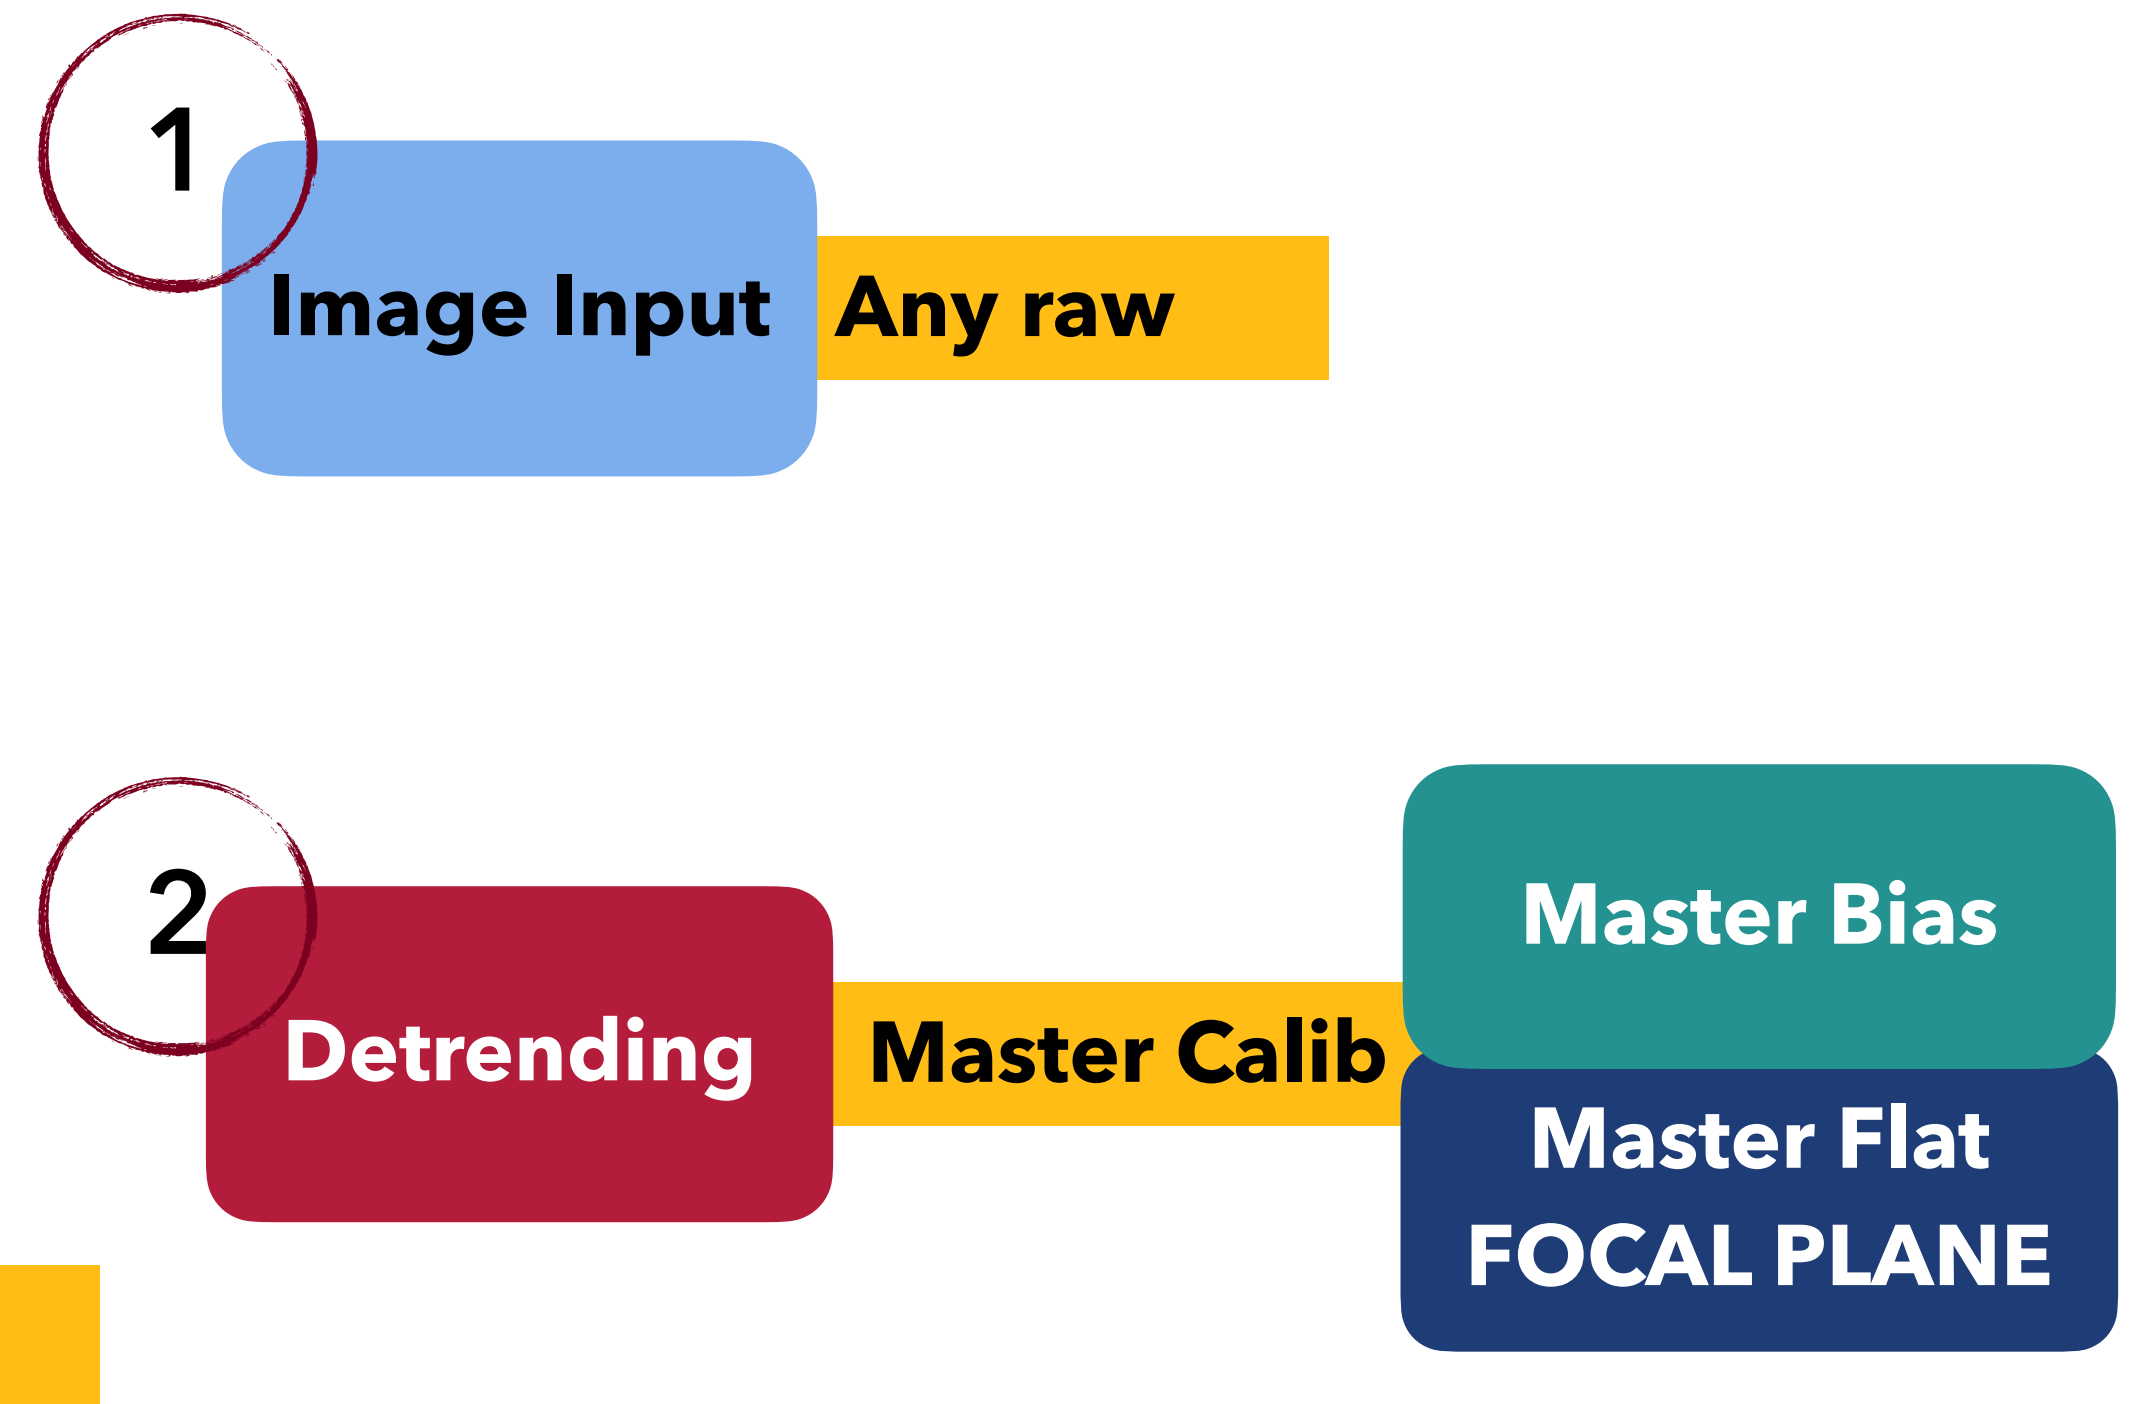 1
Image Input
Any raw
2
Detrending
Master Calib
Master Bias
Master Flat
FOCAL PLANE